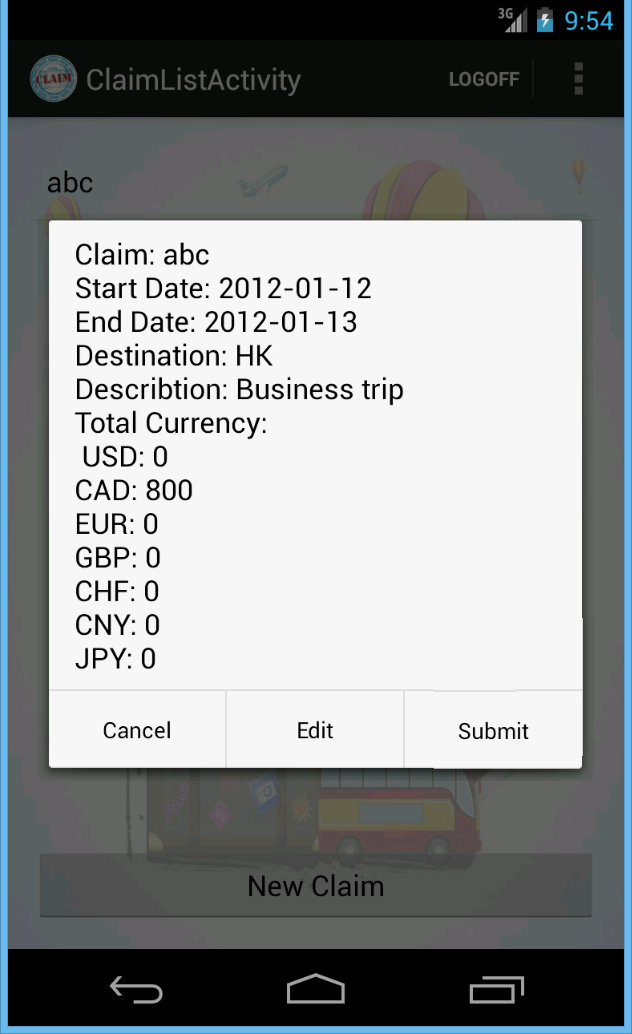 3G 9:54
CLAIM ClaimListActivity LOGOFF
abc
Claim: abc
Start Date: 2012-01-12
End Date: 2012-01-13
Destination: HK
Describtion: Business trip
Total Currency:
USD: 0
CAD: 800
EUR: 0
GBP: 0
CHF: 0
CNY: 0
JPY: 0
Cancel Edit Submit
New Claim